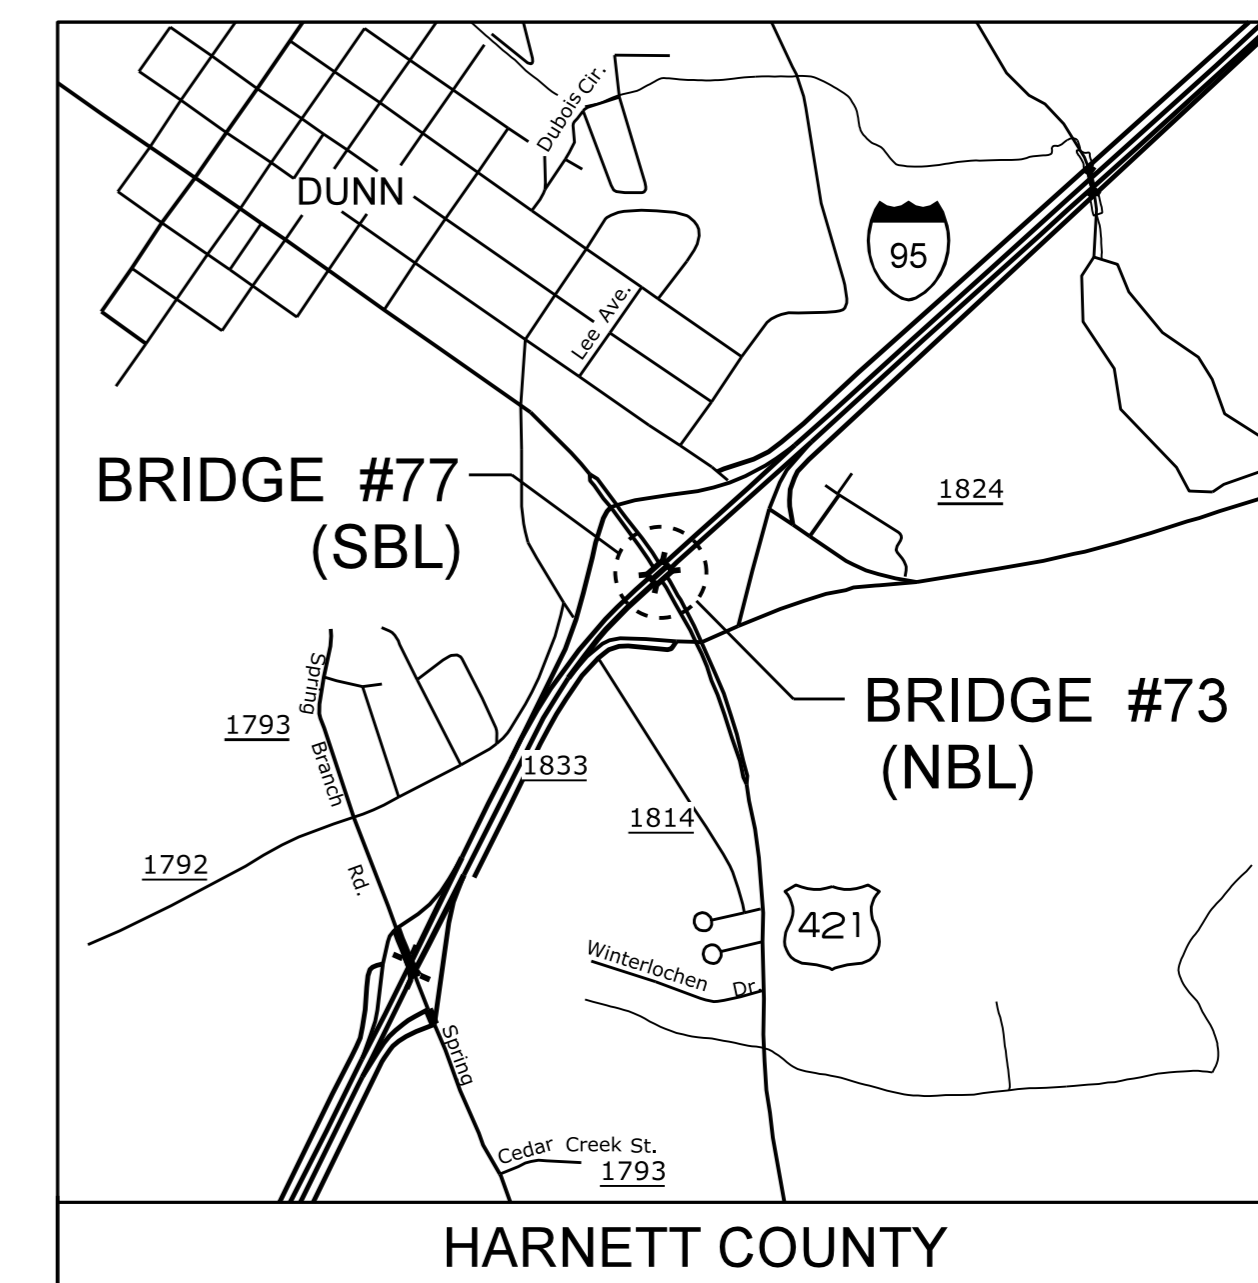 Dubois Cir.
DUNN
95
Lee Ave.
BRIDGE #77
(SBL)
1824
Spring
Branch
Rd.
1793
1833
BRIDGE #73
(NBL)
1814
1792
421
Winterlochen Dr.
Spring
Cedar Creek St.
1793
HARNETT COUNTY